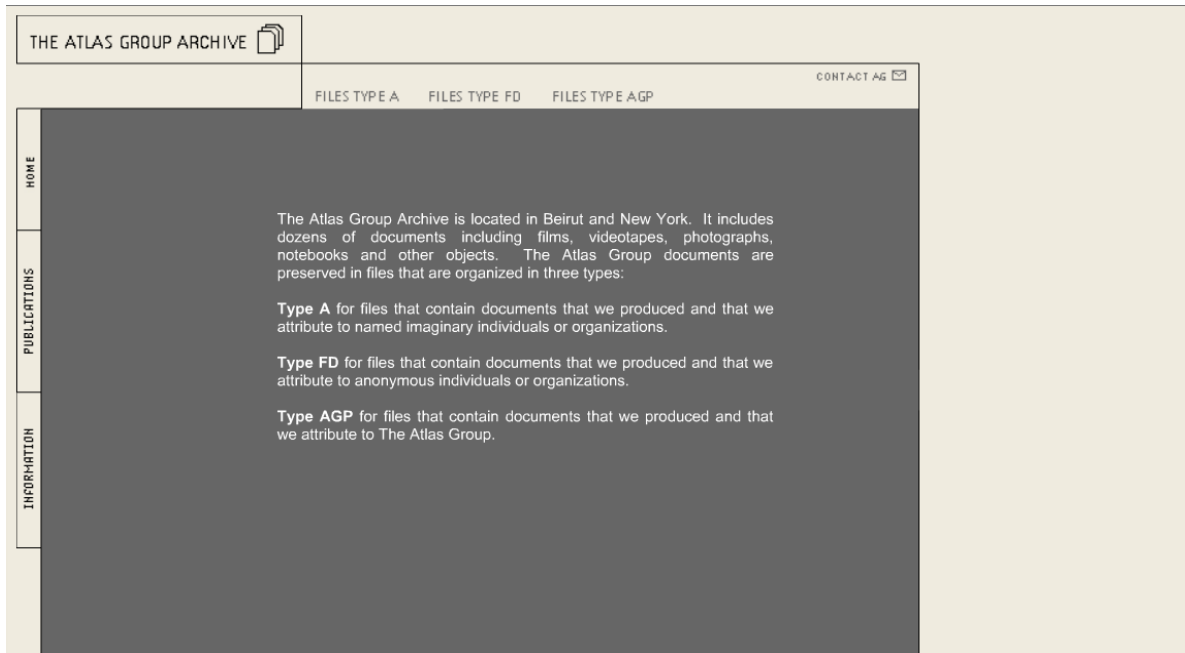 THE ATLAS GROUP ARCHIVE
CONTACT AG
FILES TYPE A FILES TYPE FD FILES TYPE AGP
HOME
PUBLICATIONS
INFORMATION
The Atlas Group Archive is located in Beirut and New York. It includes
dozens of documents including films, videotapes, photographs,
notebooks and other objects. The Atlas Group documents are
preserved in files that are organized in three types:
Type A for files that contain documents that we produced and that we
attribute to named imaginary individuals or organizations.
Type FD for files that contain documents that we produced and that we
attribute to anonymous individuals or organizations.
Type AGP for files that contain documents that we produced and that
we attribute to The Atlas Group.